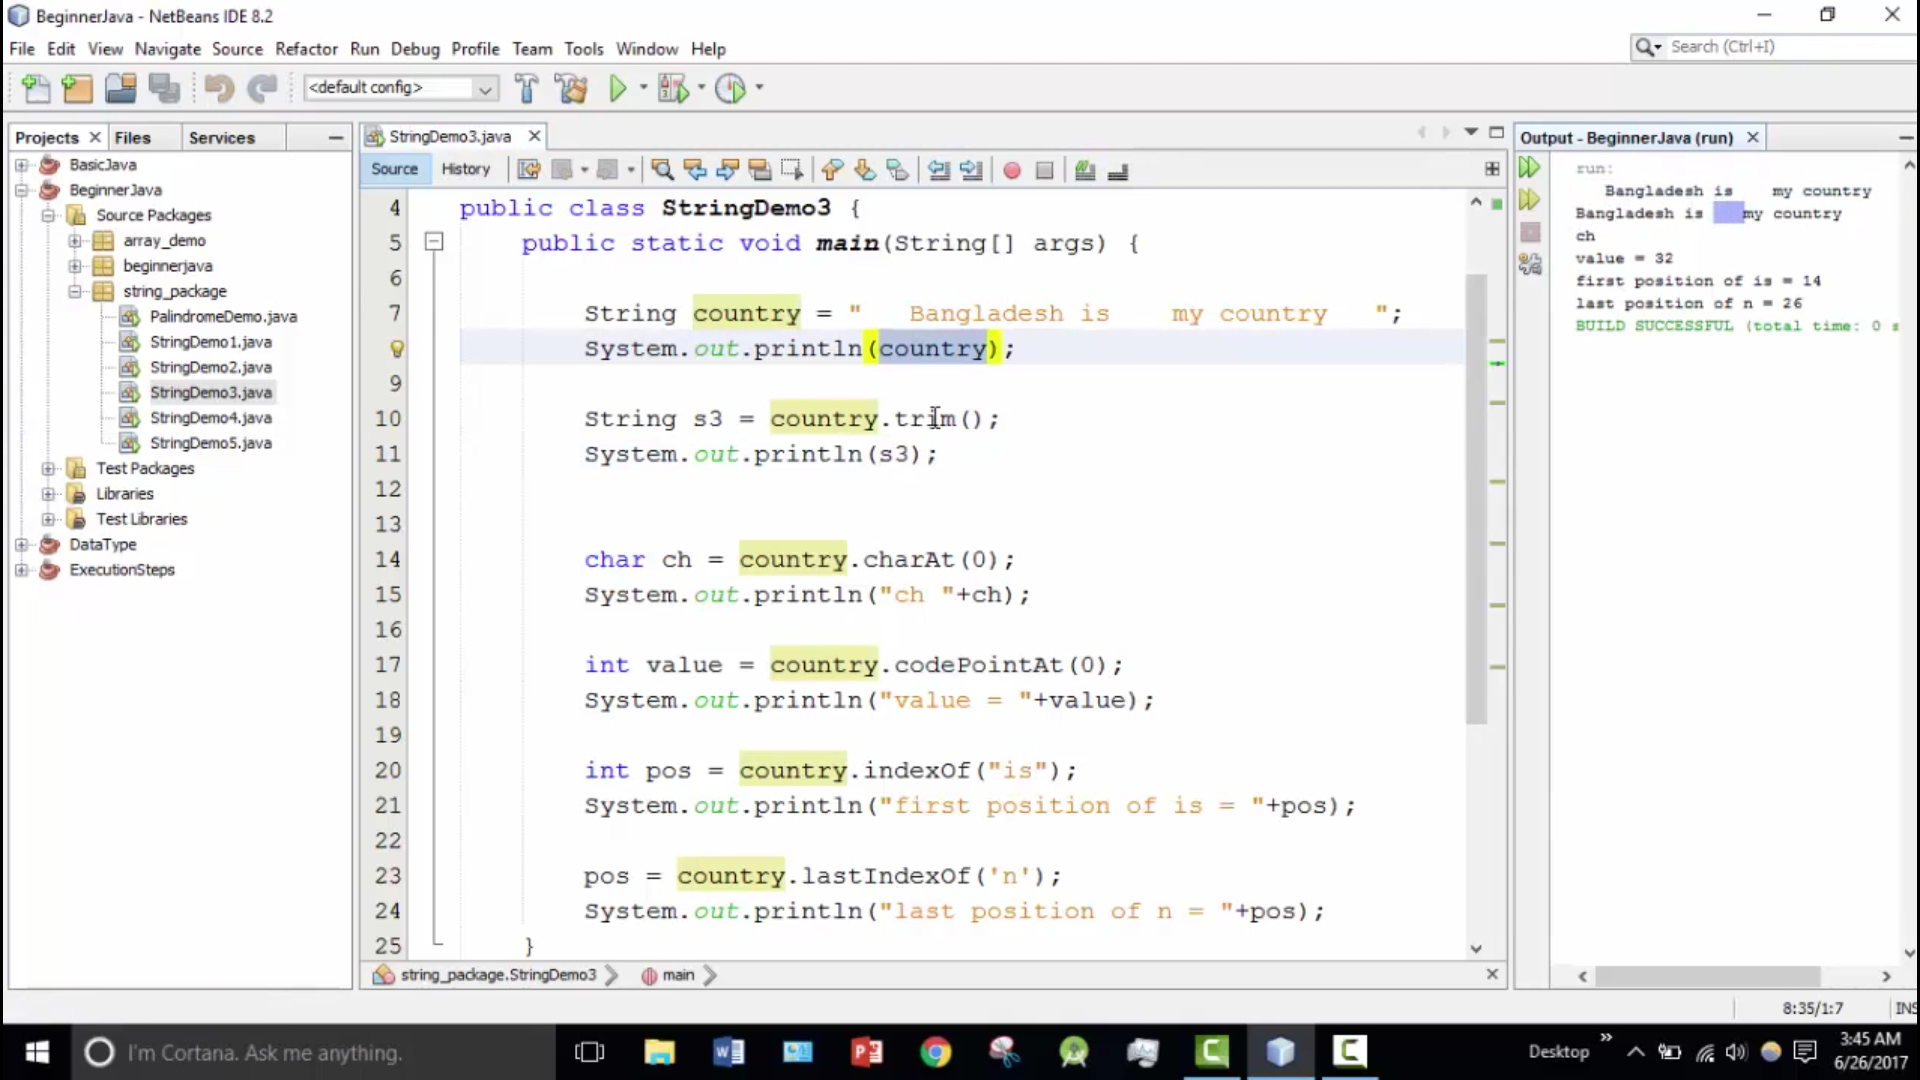 BeginnerJava - NetBeans IDE 8.2
File Edit View Navigate Source Refactor Run Debug Profile Team Tools Window Help
Search (Ctrl+I)
<default config>
Projects Files Services
BasicJava
BeginnerJava
Source Packages
array_demo
beginnerjava
string_package
PalindromeDemo.java
StringDemo1.java
StringDemo2.java
StringDemo3.java
StringDemo4.java
StringDemo5.java
Test Packages
Libraries
Test Libraries
DataType
ExecutionSteps
StringDemo3.java
Source History
4 public class StringDemo3 {
5 public static void main(String[] args) {
6
7 String country = "   Bangladesh is    my country   ";
System.out.println(country);
9
10 String s3 = country.trim();
11 System.out.println(s3);
12
13
14 char ch = country.charAt(0);
15 System.out.println("ch "+ch);
16
17 int value = country.codePointAt(0);
18 System.out.println("value = "+value);
19
20 int pos = country.indexOf("is");
21 System.out.println("first position of is = "+pos);
22
23 pos = country.lastIndexOf('n');
24 System.out.println("last position of n = "+pos);
25 }
string_package.StringDemo3 main
Output - BeginnerJava (run)
run:
Bangladesh is    my country
Bangladesh is    my country
ch
value = 32
first position of is = 14
last position of n = 26
BUILD SUCCESSFUL (total time: 0 s
8:35/1:7 INS
I'm Cortana. Ask me anything.
Desktop
3:45 AM
6/26/2017